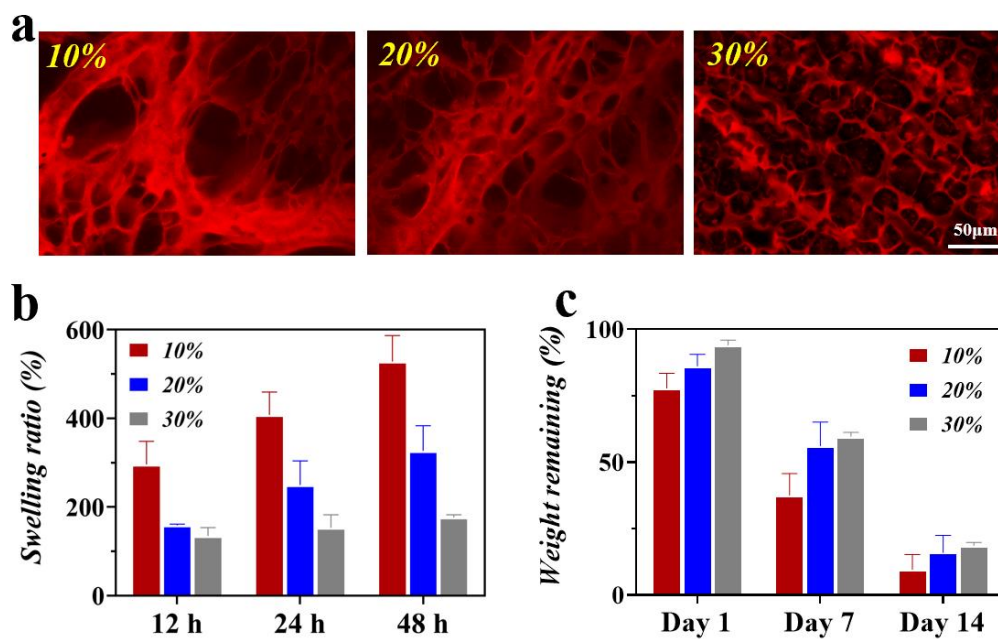 a
10%
20%
30%
50μm
b
Swelling ratio (%)
600
400
200
0
10%
20%
30%
12 h
24 h
48 h
c
Weight remaining (%)
100
50
0
10%
20%
30%
Day 1
Day 7
Day 14